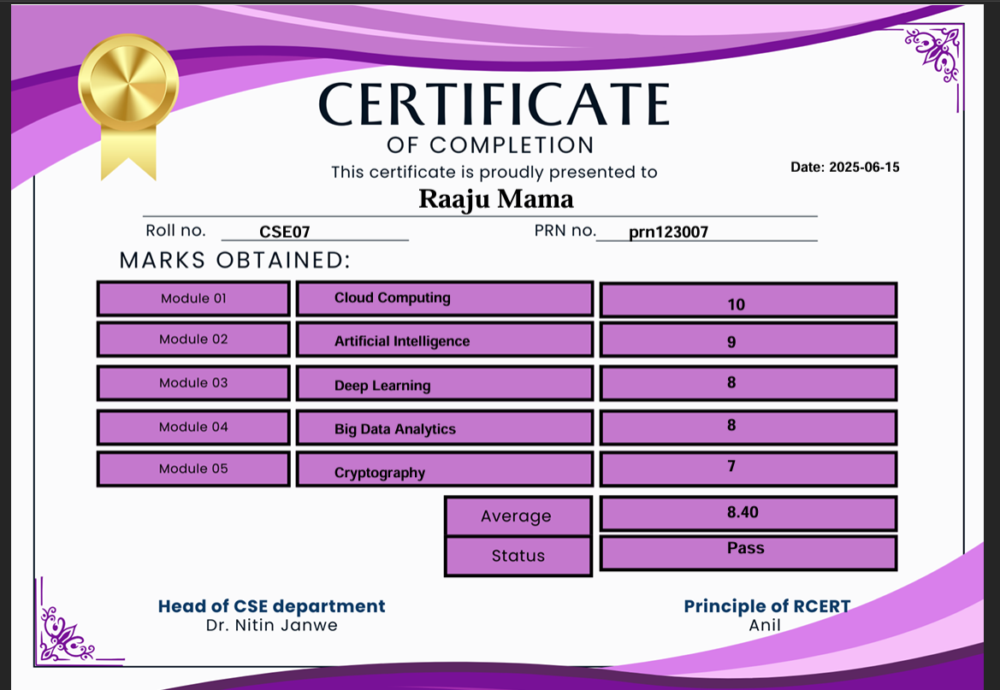 CERTIFICATE
OF COMPLETION
This certificate is proudly presented to
Date: 2025-06-15
Raaju Mama
Roll no. CSE07 PRN no. prn123007
MARKS OBTAINED:
Module 01 Cloud Computing 10
Module 02 Artificial Intelligence 9
Module 03 Deep Learning 8
Module 04 Big Data Analytics 8
Module 05 Cryptography 7
Average 8.40
Status Pass
Head of CSE department Principle of RCERT
Dr. Nitin Janwe Anil